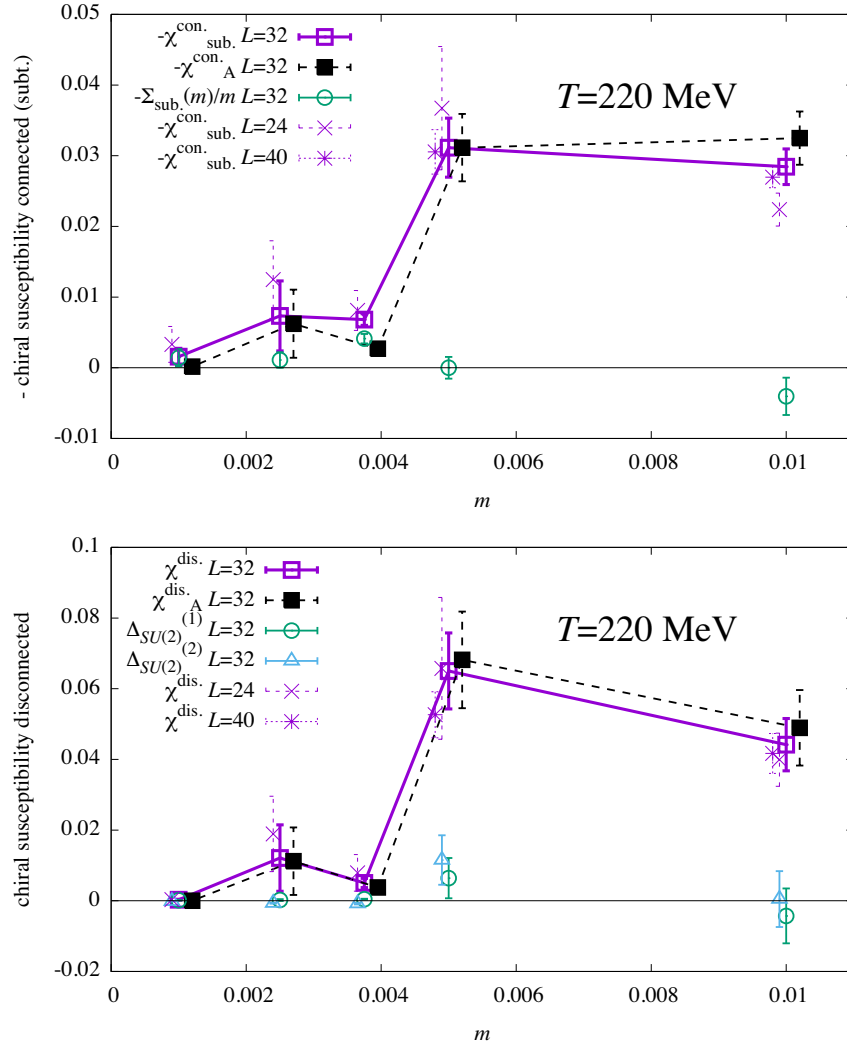 0.05
0.04
0.03
0.02
0.01
0
-0.01
- chiral susceptibility connected (subt.)
-χ^con._sub. L=32
-χ^con._A L=32
-Σ_sub.(m)/m L=32
-χ^con._sub. L=24
-χ^con._sub. L=40
T=220 MeV
0 0.002 0.004 0.006 0.008 0.01
m
0.1
0.08
0.06
0.04
0.02
0
-0.02
chiral susceptibility disconnected
χ^dis. L=32
χ^dis._A L=32
Δ_SU(2)^(1) L=32
Δ_SU(2)^(2) L=32
χ^dis. L=24
χ^dis. L=40
T=220 MeV
0 0.002 0.004 0.006 0.008 0.01
m